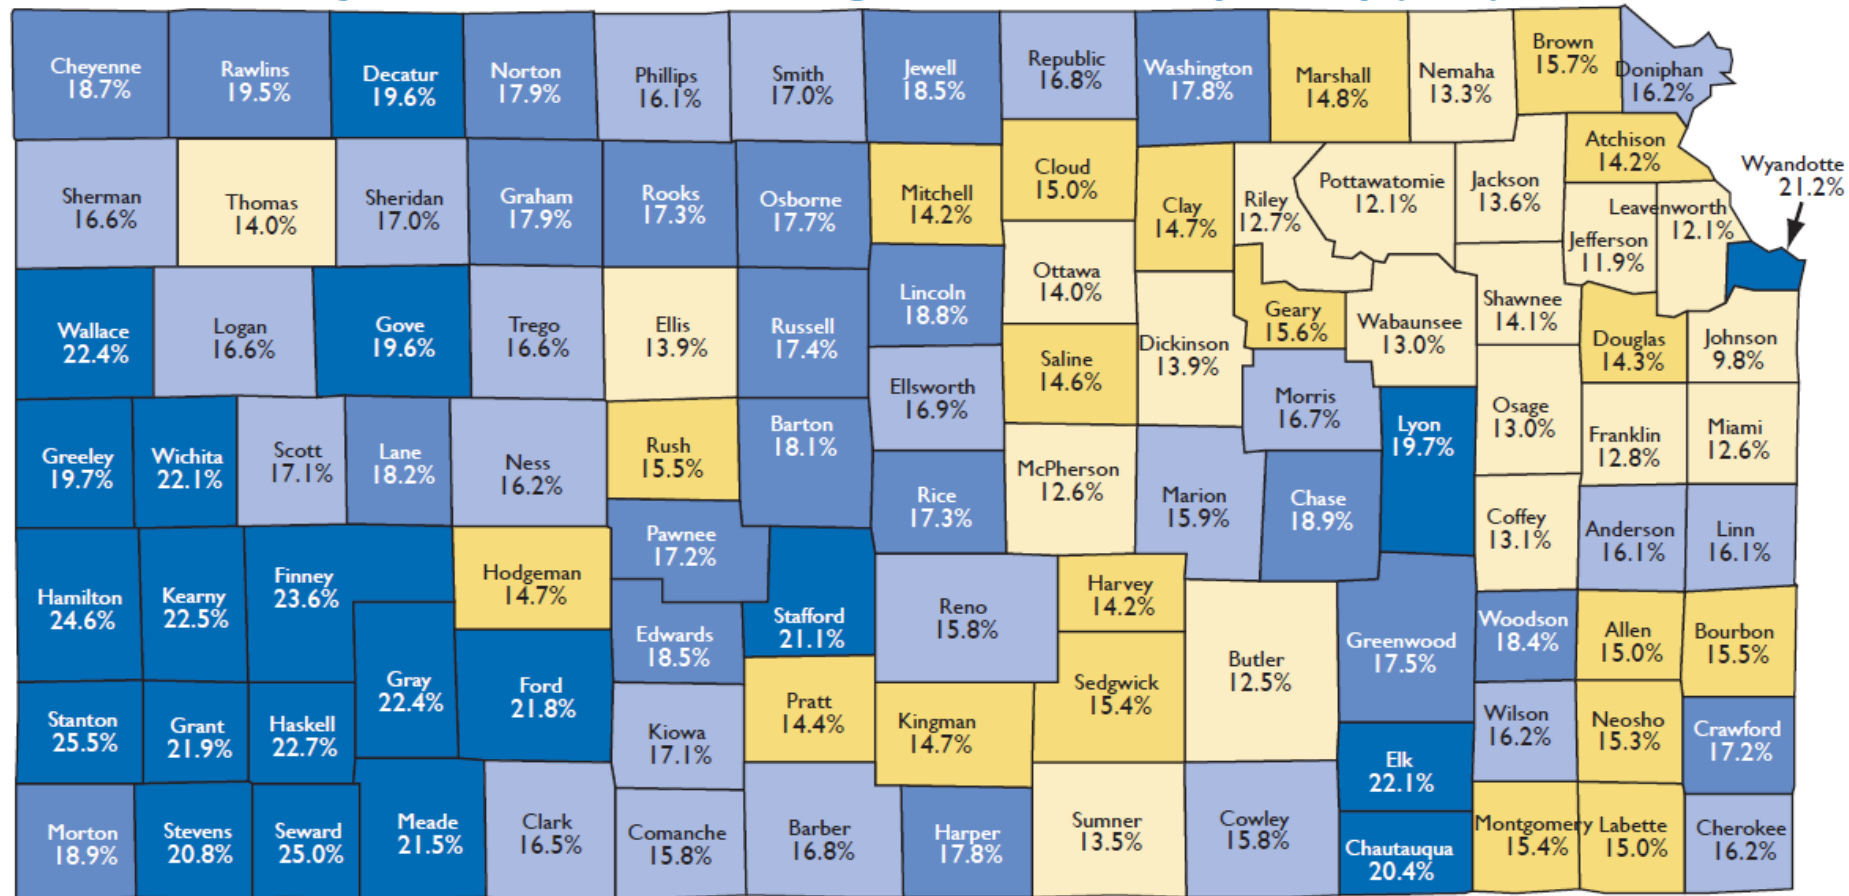 Cheyenne
18.7%
Rawlins
19.5%
Decatur
19.6%
Norton
17.9%
Phillips
16.1%
Smith
17.0%
Jewell
18.5%
Republic
16.8%
Washington
17.8%
Marshall
14.8%
Nemaha
13.3%
Brown
15.7%
Doniphan
16.2%
Atchison
14.2%
Wyandotte
21.2%
Sherman
16.6%
Thomas
14.0%
Sheridan
17.0%
Graham
17.9%
Rooks
17.3%
Osborne
17.7%
Mitchell
14.2%
Cloud
15.0%
Clay
14.7%
Riley
12.7%
Pottawatomie
12.1%
Jackson
13.6%
Leavenworth
12.1%
Jefferson
11.9%
Wallace
22.4%
Logan
16.6%
Gove
19.6%
Trego
16.6%
Ellis
13.9%
Russell
17.4%
Lincoln
18.8%
Ottawa
14.0%
Saline
14.6%
Dickinson
13.9%
Geary
15.6%
Wabaunsee
13.0%
Shawnee
14.1%
Douglas
14.3%
Johnson
9.8%
Ellsworth
16.9%
Morris
16.7%
Lyon
19.7%
Osage
13.0%
Franklin
12.8%
Miami
12.6%
Greeley
19.7%
Wichita
22.1%
Scott
17.1%
Lane
18.2%
Ness
16.2%
Rush
15.5%
Barton
18.1%
Rice
17.3%
McPherson
12.6%
Marion
15.9%
Chase
18.9%
Coffey
13.1%
Anderson
16.1%
Linn
16.1%
Pawnee
17.2%
Hamilton
24.6%
Kearny
22.5%
Finney
23.6%
Hodgeman
14.7%
Stafford
21.1%
Edwards
18.5%
Reno
15.8%
Harvey
14.2%
Butler
12.5%
Greenwood
17.5%
Woodson
18.4%
Allen
15.0%
Bourbon
15.5%
Gray
22.4%
Ford
21.8%
Stanton
25.5%
Grant
21.9%
Haskell
22.7%
Kiowa
17.1%
Pratt
14.4%
Kingman
14.7%
Sedgwick
15.4%
Elk
22.1%
Wilson
16.2%
Neosho
15.3%
Crawford
17.2%
Morton
18.9%
Stevens
20.8%
Seward
25.0%
Meade
21.5%
Clark
16.5%
Comanche
15.8%
Barber
16.8%
Harper
17.8%
Sumner
13.5%
Cowley
15.8%
Chautauqua
20.4%
Montgomery
15.4%
Labette
15.0%
Cherokee
16.2%